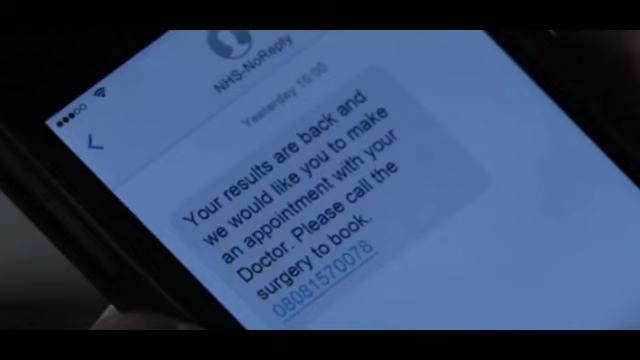 NHS-NoReply
Yesterday 16:00
Your results are back and
we would like you to make
an appointment with your
Doctor. Please call the
surgery to book.
08081570078